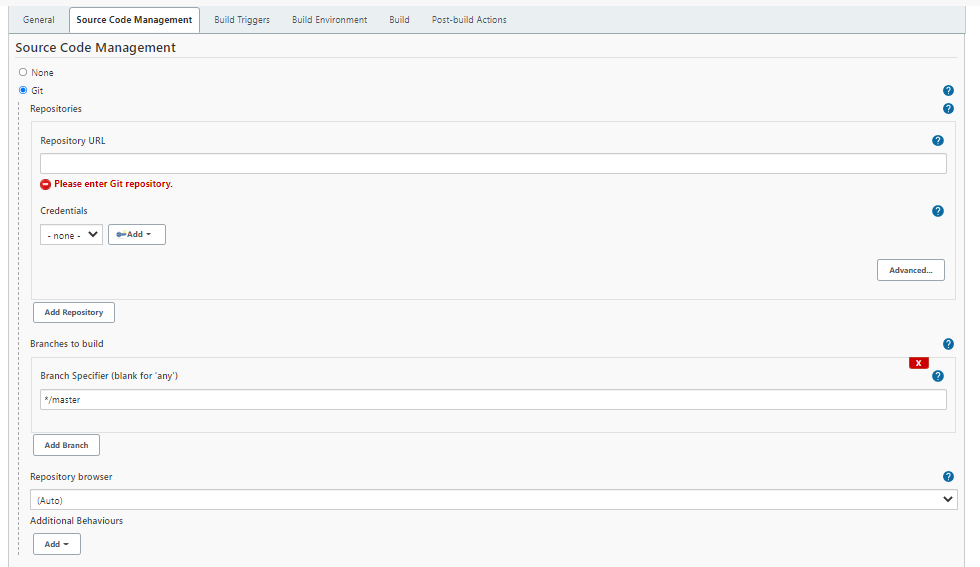 General Source Code Management Build Triggers Build Environment Build Post-build Actions
Source Code Management
None
Git
?
Repositories
?
Repository URL
?
Please enter Git repository.
Credentials
?
- none -
Add
Advanced...
Add Repository
Branches to build
?
X
Branch Specifier (blank for 'any')
?
*/master
Add Branch
Repository browser
?
(Auto)
Additional Behaviours
Add